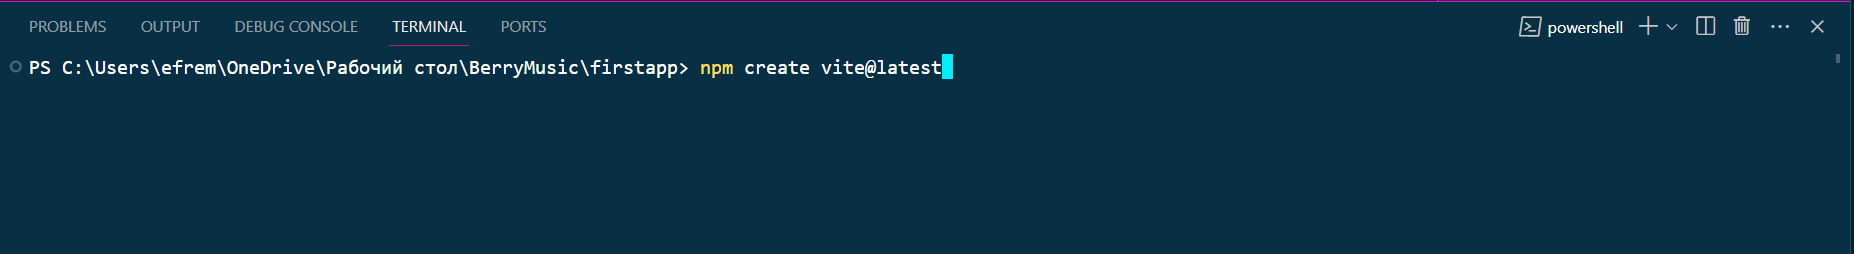 PROBLEMS OUTPUT DEBUG CONSOLE TERMINAL PORTS powershell
PS C:\Users\efrem\OneDrive\Рабочий стол\BerryMusic\firstapp> npm create vite@latest